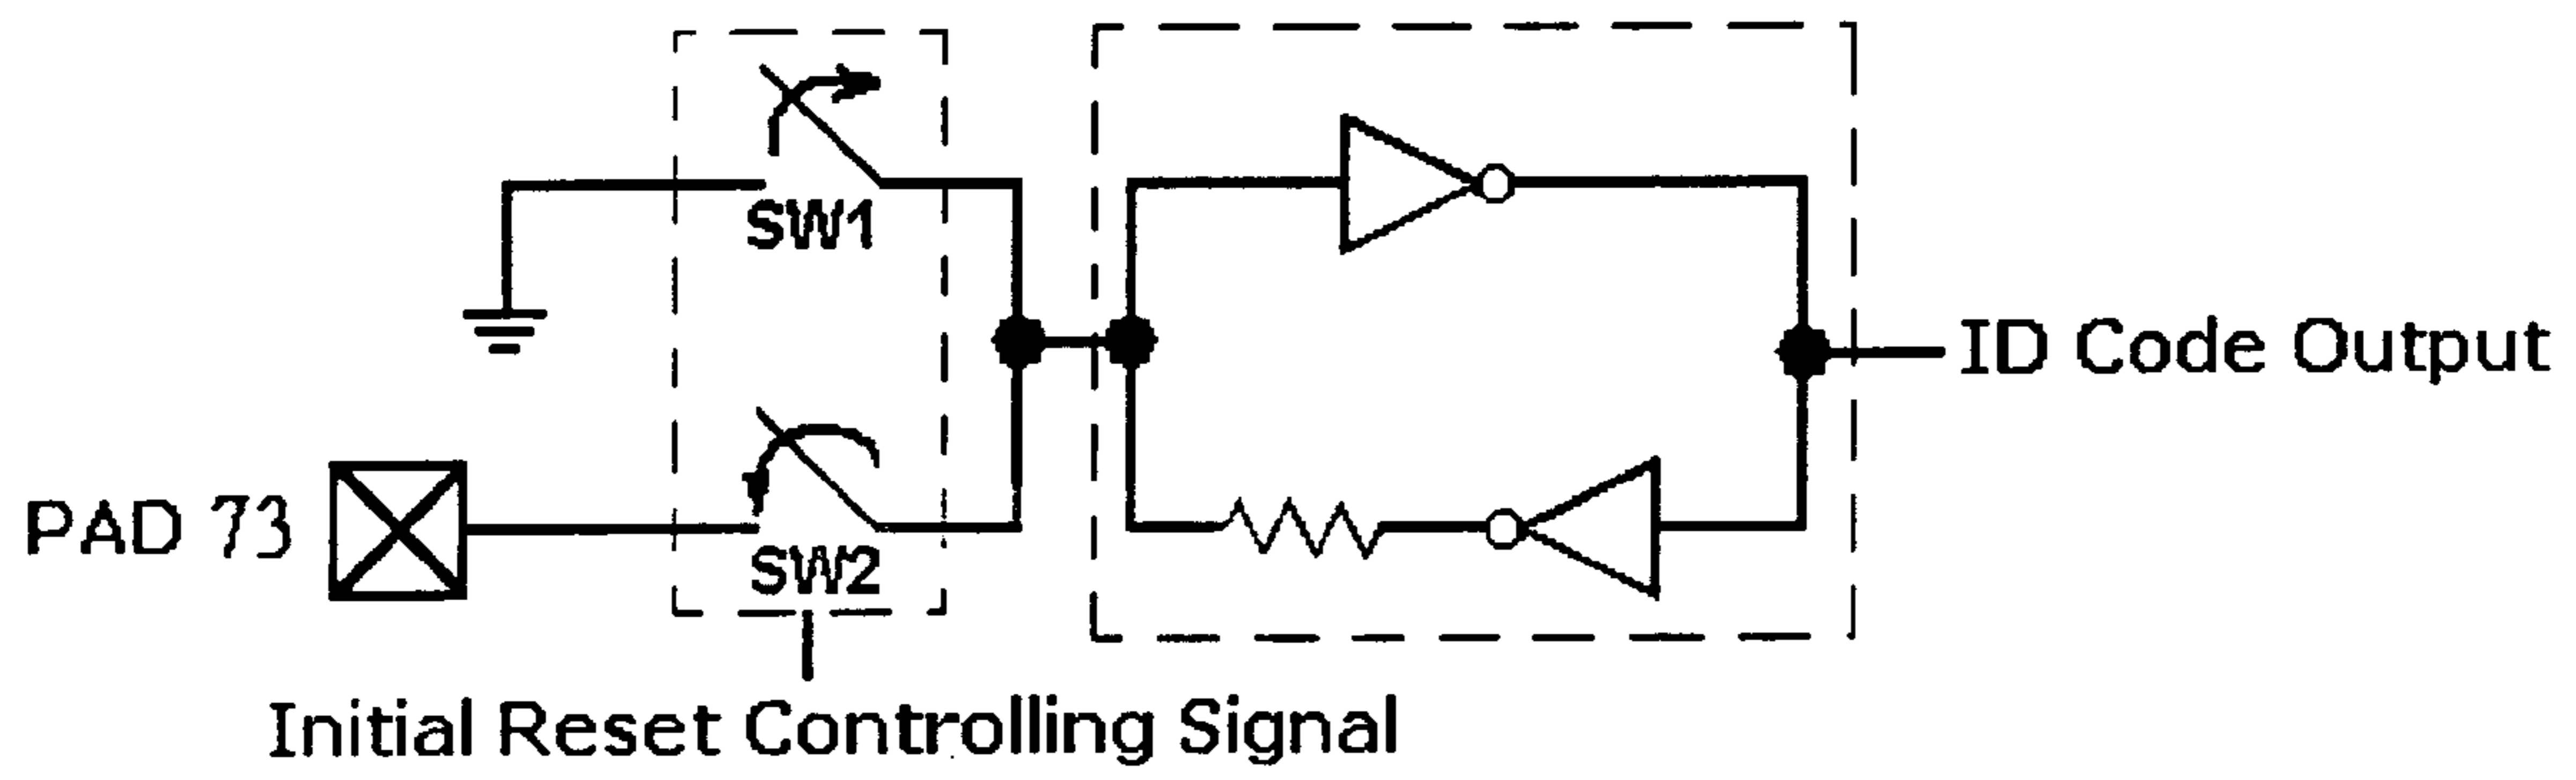 SW1
ID Code Output
PAD 73
SW2
Initial Reset Controlling Signal